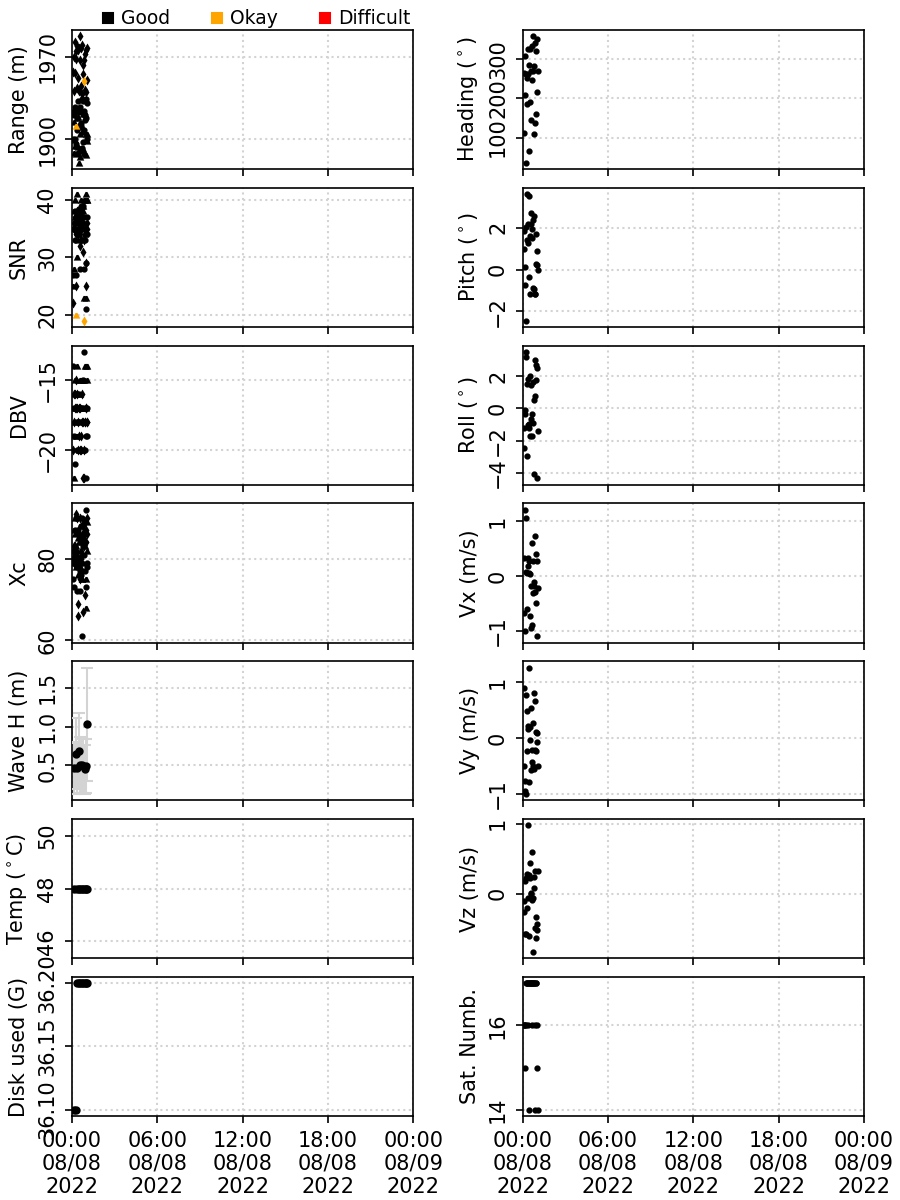 Good Okay Difficult
Range (m) 1970 1900
Heading (°) 300 200 100
SNR 40 30 20
Pitch (°) 2 0 −2
DBV −15 −20
Roll (°) 2 0 −2 −4
Xc 80 60
Vx (m/s) 1 0 −1
Wave H (m) 1.5 1.0 0.5
Vy (m/s) 1 0 −1
Temp (°C) 50 48 46
Vz (m/s) 1 0
Disk used (G) 36.20 36.15 36.10
Sat. Numb. 16 14
00:00 06:00 12:00 18:00 00:00 00:00 06:00 12:00 18:00 00:00
08/08 08/08 08/08 08/08 08/09 08/08 08/08 08/08 08/08 08/09
2022 2022 2022 2022 2022 2022 2022 2022 2022 2022